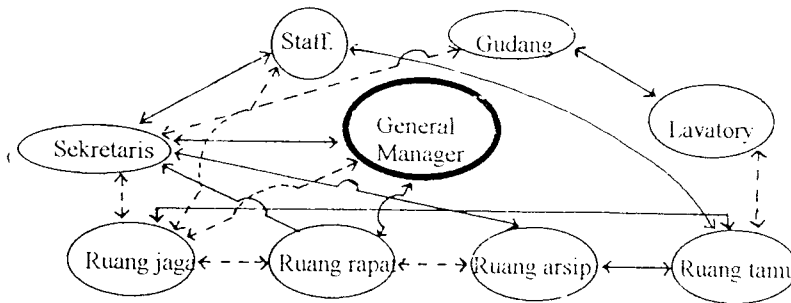 Staff.
Gudang
General
Manager
Lavatory
Sekretaris
Ruang jaga
Ruang rapat
Ruang arsip
Ruang tamu